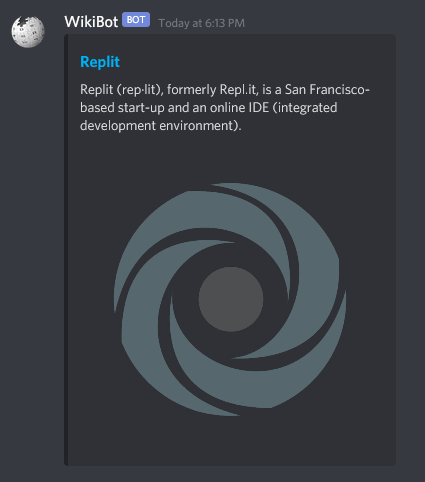 WikiBot BOT Today at 6:13 PM
Replit
Replit (rep·lit), formerly Repl.it, is a San Francisco-
based start-up and an online IDE (integrated
development environment).